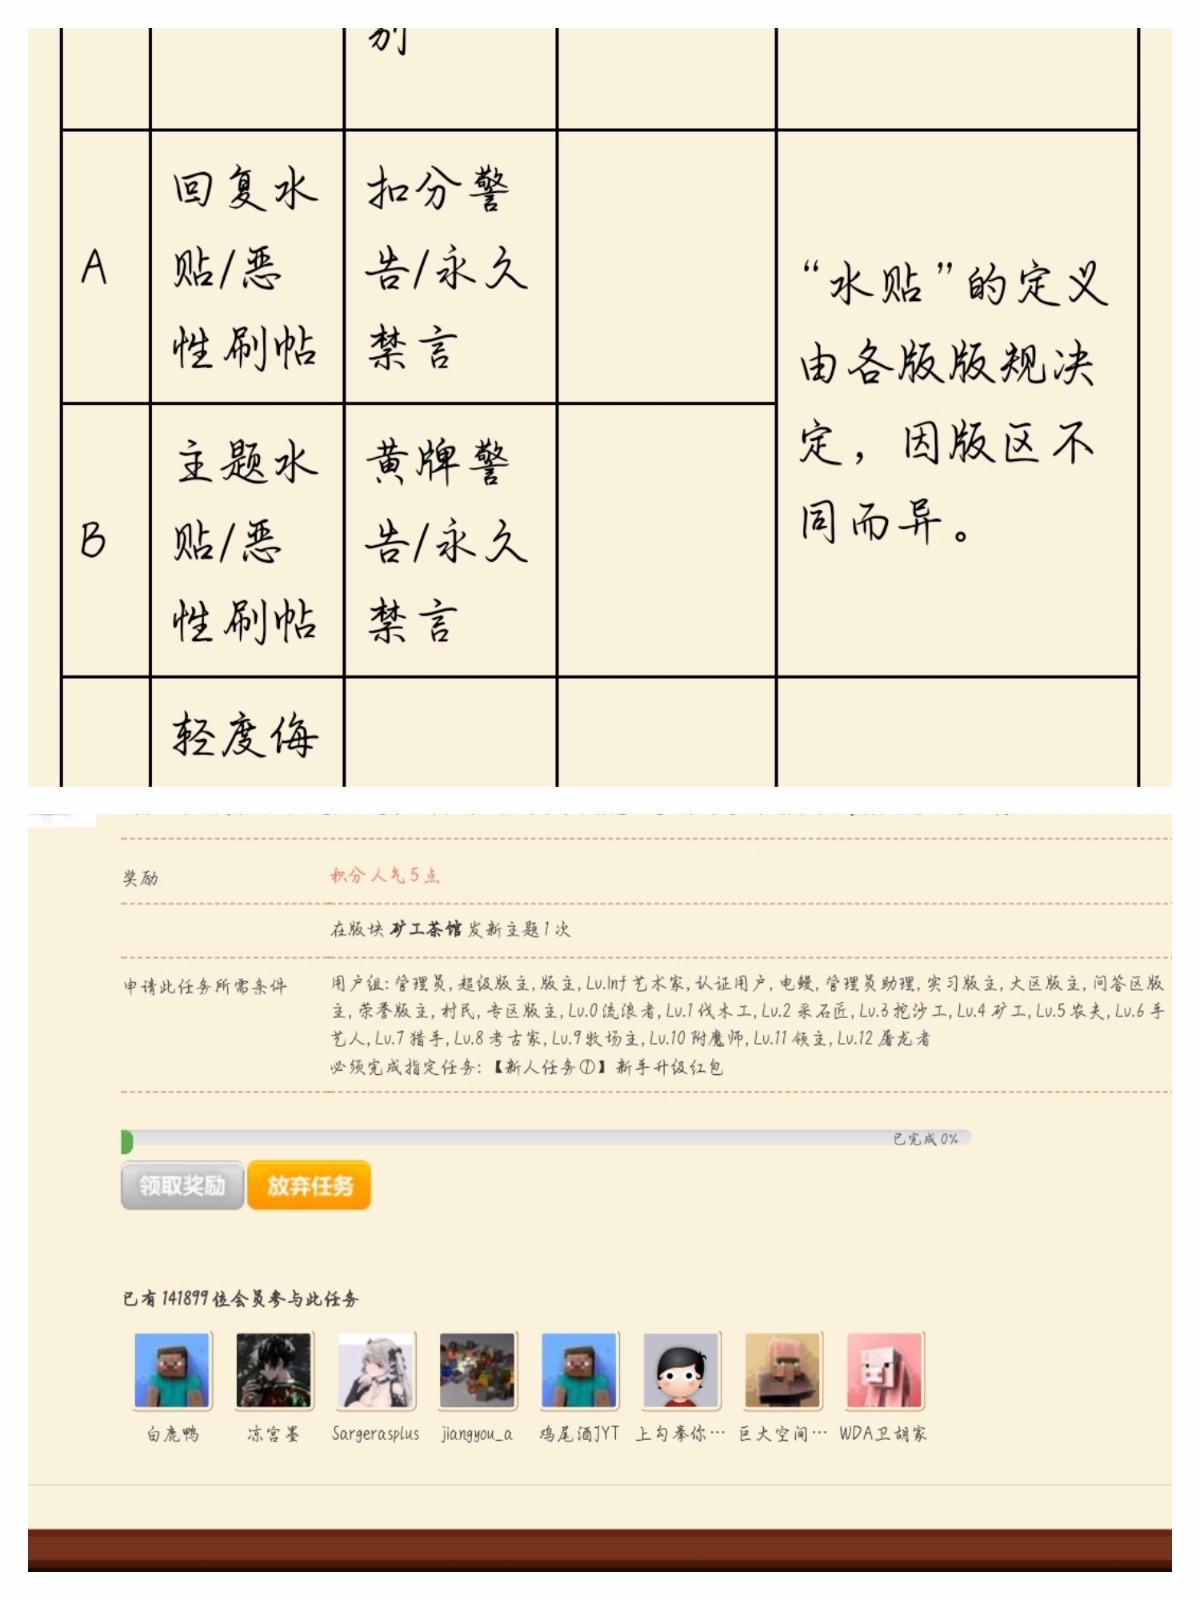 别
A
回复水
贴/恶
性刷帖
扣分警
告/永久
禁言
“水贴”的定义
由各版版规决
定，因版区不
同而异。
B
主题水
贴/恶
性刷帖
黄牌警
告/永久
禁言
轻度侮
奖励
积分人气5点
在版块 矿工茶馆 发新主题1次
申请此任务所需条件
用户组: 管理员, 超级版主, 版主, Lv.Inf 艺术家, 认证用户, 电鳗, 管理员助理, 实习版主, 大区版主, 问答区版
主, 荣誉版主, 村民, 专区版主, Lv.0 流浪者, Lv.1 伐木工, Lv.2 采石匠, Lv.3 挖沙工, Lv.4 矿工, Lv.5 农夫, Lv.6 手
艺人, Lv.7 猎手, Lv.8 考古家, Lv.9 牧场主, Lv.10 附魔师, Lv.11 领主, Lv.12 屠龙者
必须完成指定任务: 【新人任务①】新手升级红包
已完成 0%
领取奖励 放弃任务
已有 141899 位会员参与此任务
白鹿鸭 凉宫墨 Sargerasplus jiangyou_a 鸡尾酒JYT 上勾拳你… 巨大空间… WDA卫胡家